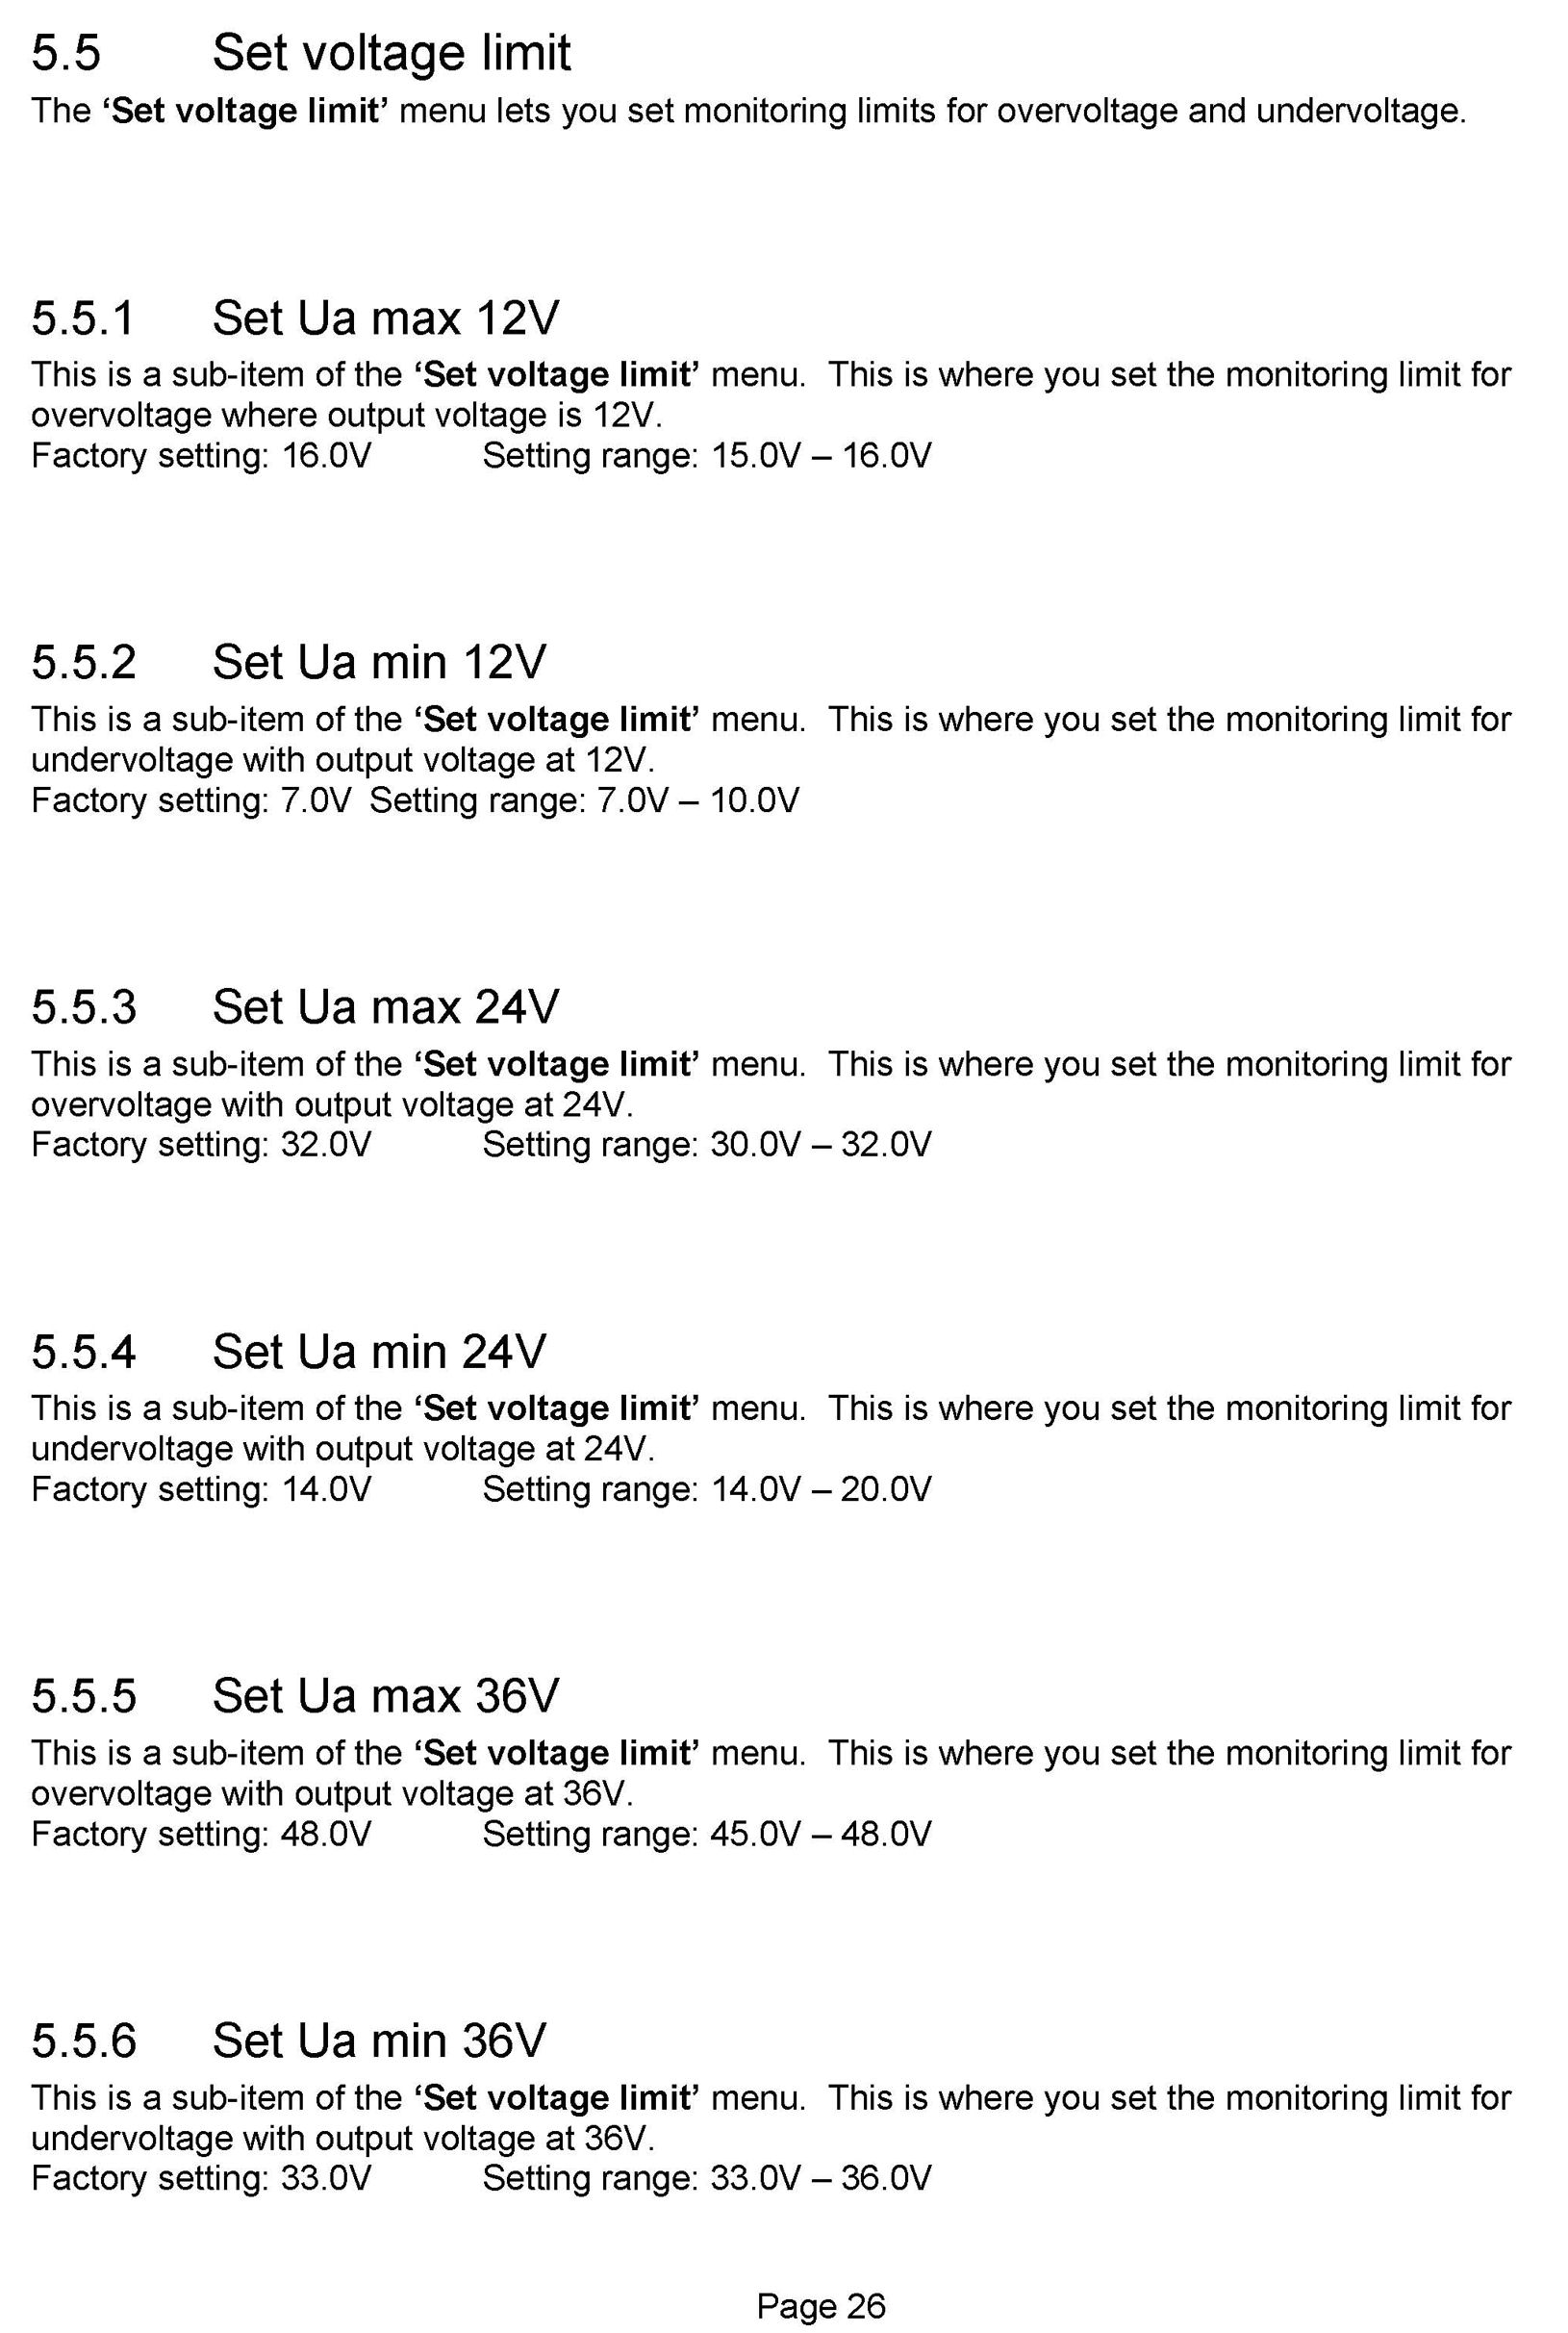 5.5 Set voltage limit
The ‘Set voltage limit’ menu lets you set monitoring limits for overvoltage and undervoltage.
5.5.1 Set Ua max 12V
This is a sub-item of the ‘Set voltage limit’ menu.  This is where you set the monitoring limit for
overvoltage where output voltage is 12V.
Factory setting: 16.0V Setting range: 15.0V – 16.0V
5.5.2 Set Ua min 12V
This is a sub-item of the ‘Set voltage limit’ menu.  This is where you set the monitoring limit for
undervoltage with output voltage at 12V.
Factory setting: 7.0V  Setting range: 7.0V – 10.0V
5.5.3 Set Ua max 24V
This is a sub-item of the ‘Set voltage limit’ menu.  This is where you set the monitoring limit for
overvoltage with output voltage at 24V.
Factory setting: 32.0V Setting range: 30.0V – 32.0V
5.5.4 Set Ua min 24V
This is a sub-item of the ‘Set voltage limit’ menu.  This is where you set the monitoring limit for
undervoltage with output voltage at 24V.
Factory setting: 14.0V Setting range: 14.0V – 20.0V
5.5.5 Set Ua max 36V
This is a sub-item of the ‘Set voltage limit’ menu.  This is where you set the monitoring limit for
overvoltage with output voltage at 36V.
Factory setting: 48.0V Setting range: 45.0V – 48.0V
5.5.6 Set Ua min 36V
This is a sub-item of the ‘Set voltage limit’ menu.  This is where you set the monitoring limit for
undervoltage with output voltage at 36V.
Factory setting: 33.0V Setting range: 33.0V – 36.0V
Page 26